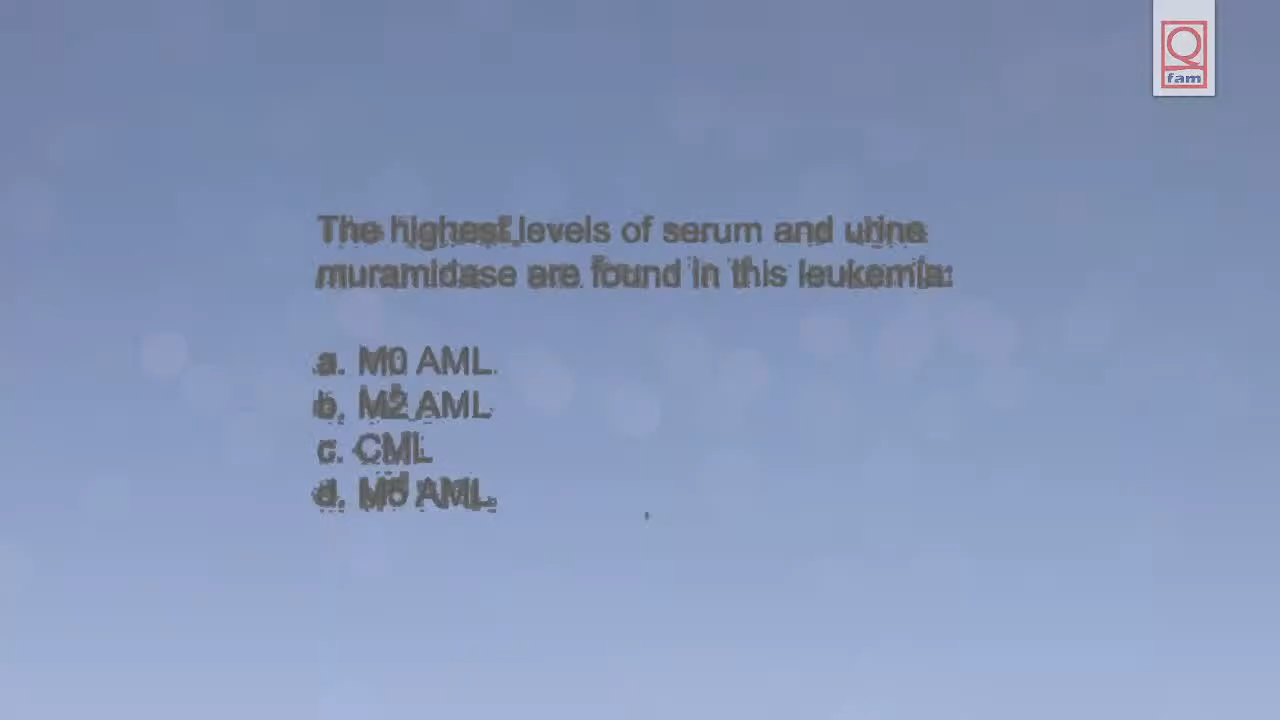 fam
The highest levels of serum and urine
muramidase are found in this leukemia:
a. M0 AML
b. M2 AML
c. CML
d. M5 AML